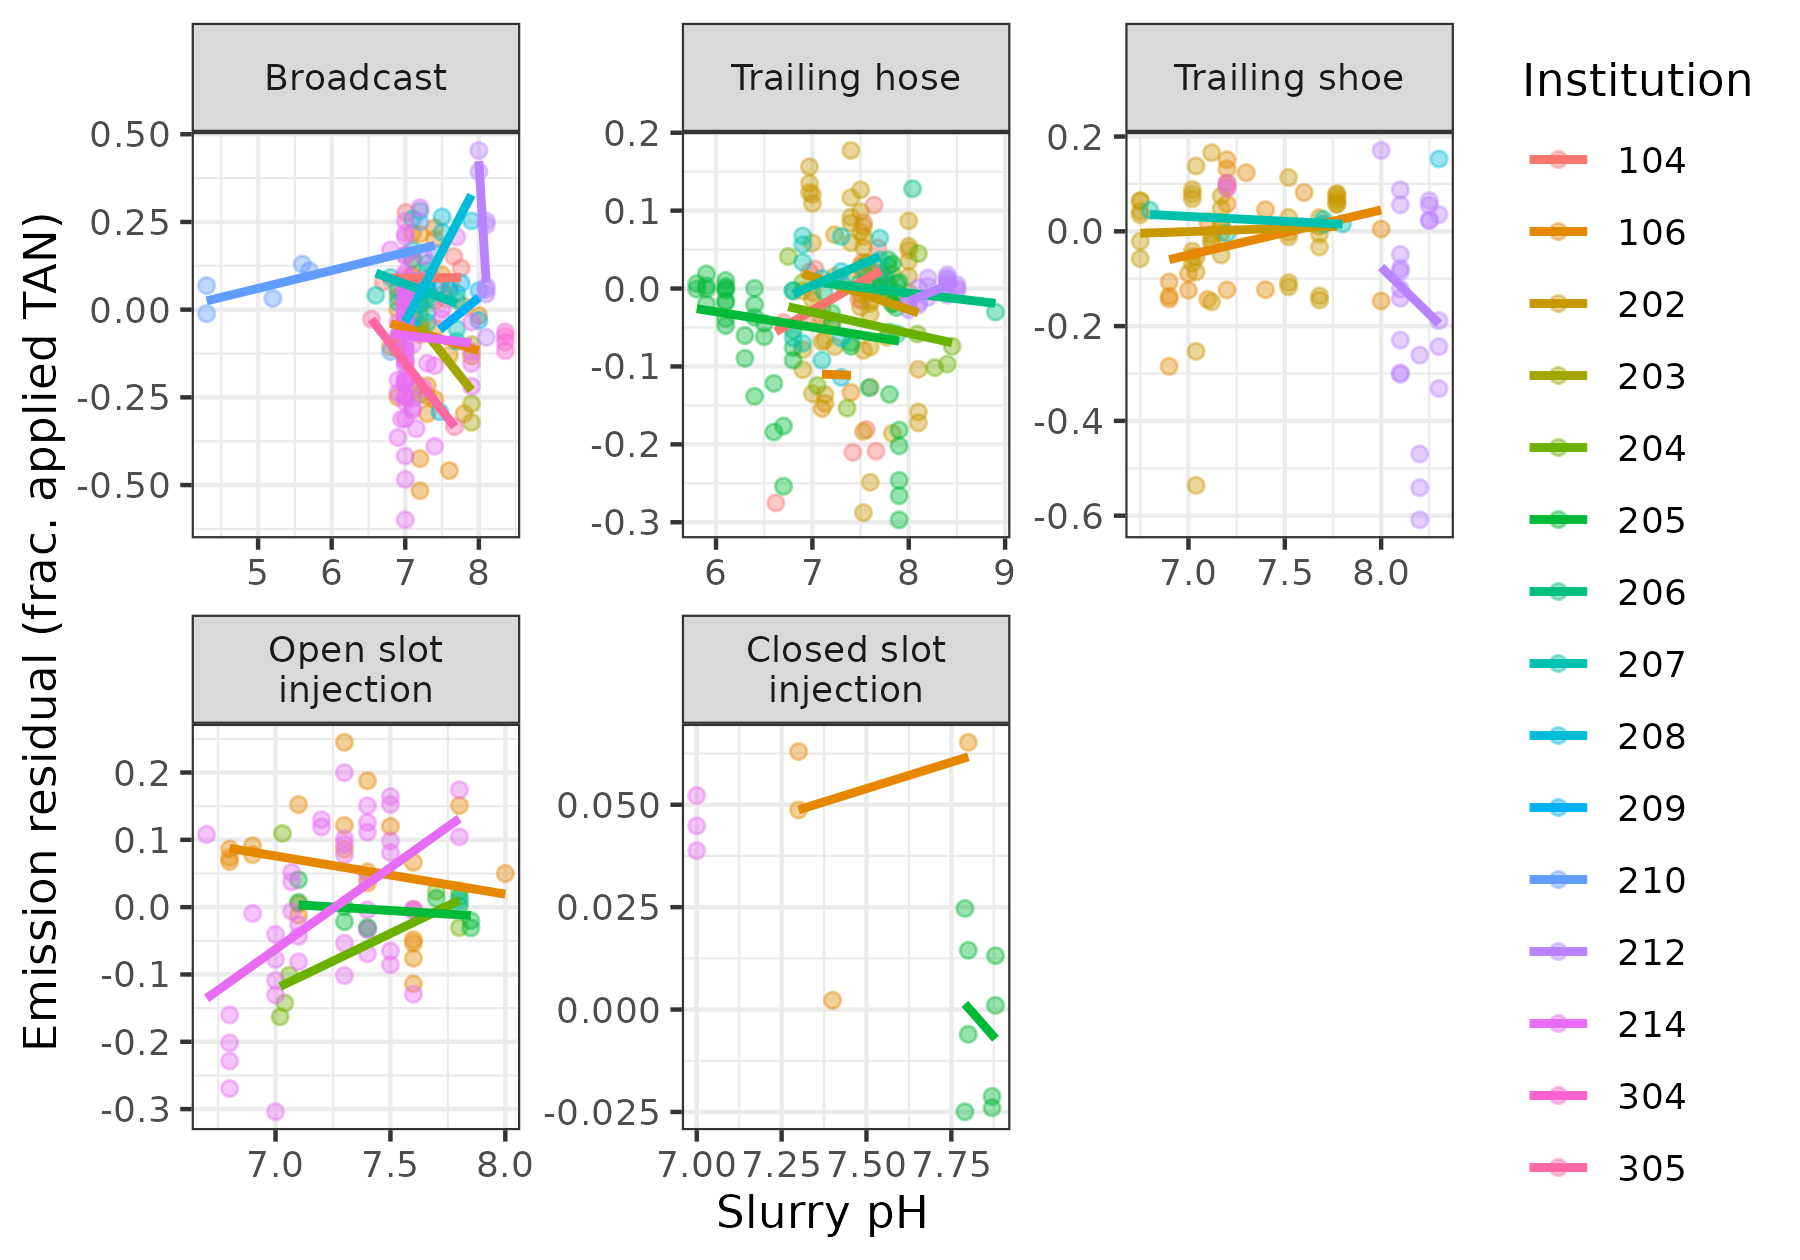 Broadcast
Trailing hose
Trailing shoe
Institution
104
106
202
203
204
205
206
207
208
209
210
212
214
304
305
Emission residual (frac. applied TAN)
0.50
0.25
0.00
-0.25
-0.50
5 6 7 8
0.2
0.1
0.0
-0.1
-0.2
-0.3
6 7 8 9
0.2
0.0
-0.2
-0.4
-0.6
7.0 7.5 8.0
Open slot
injection
0.2
0.1
0.0
-0.1
-0.2
-0.3
7.0 7.5 8.0
Closed slot
injection
0.050
0.025
0.000
-0.025
7.00 7.25 7.50 7.75
Slurry pH